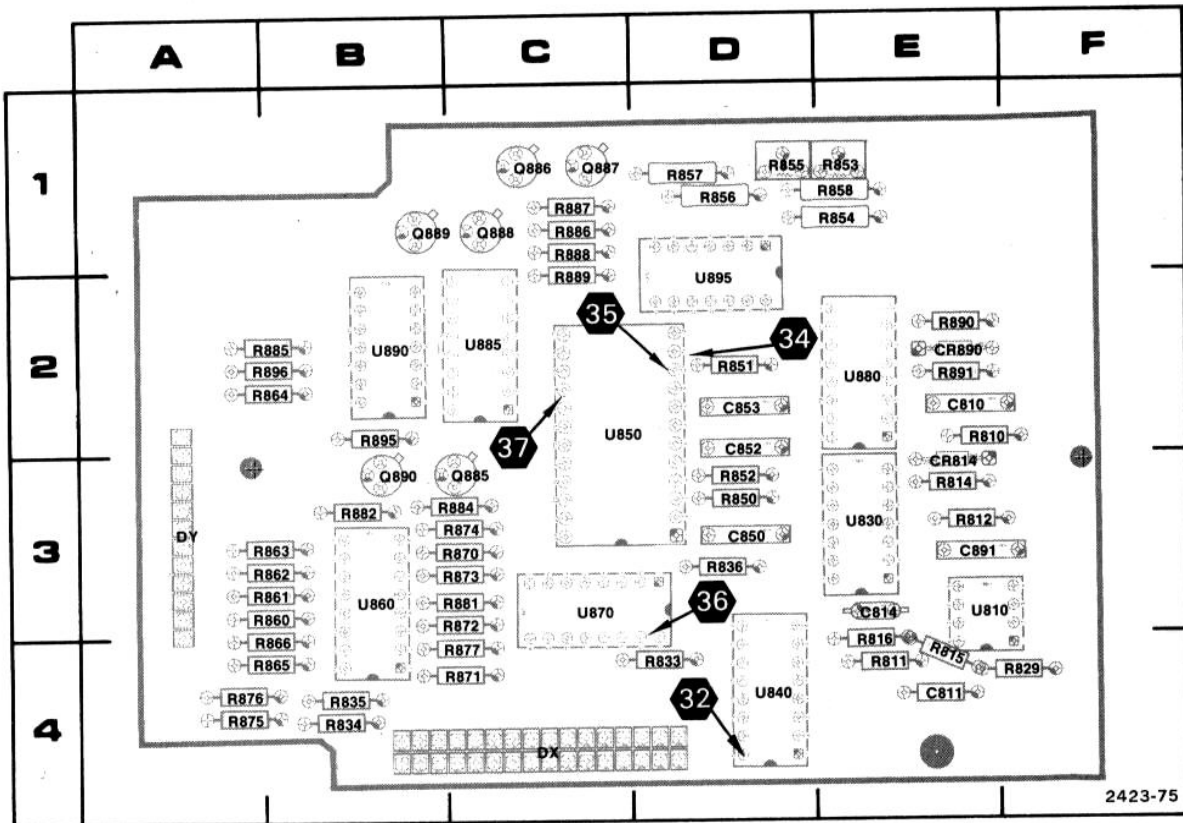 A B C D E F
1
Q886 Q887 R857 R855 R853
R856 R858
R887
Q889 Q888 R886 R854
R888
R889 U895
2
35 34
R890
R885 U890 U885 R851 U880 CR890
R896 R891
R864 C853 C810
37 U850
R895 C852 R810
CR814
Q890 Q885 R852 R814
R882 R884 R850 U830 R812
3
DY R874 C850
R863 R870 C891
R862 R873 R836
R861 U860 R881 U870 36 C814 U810
R860 R872
R866 R877 R833 R816 R815
R865 R871 R811 R829
4
R876 R835 32 U840 C811
R875 R834
DX
2423-75